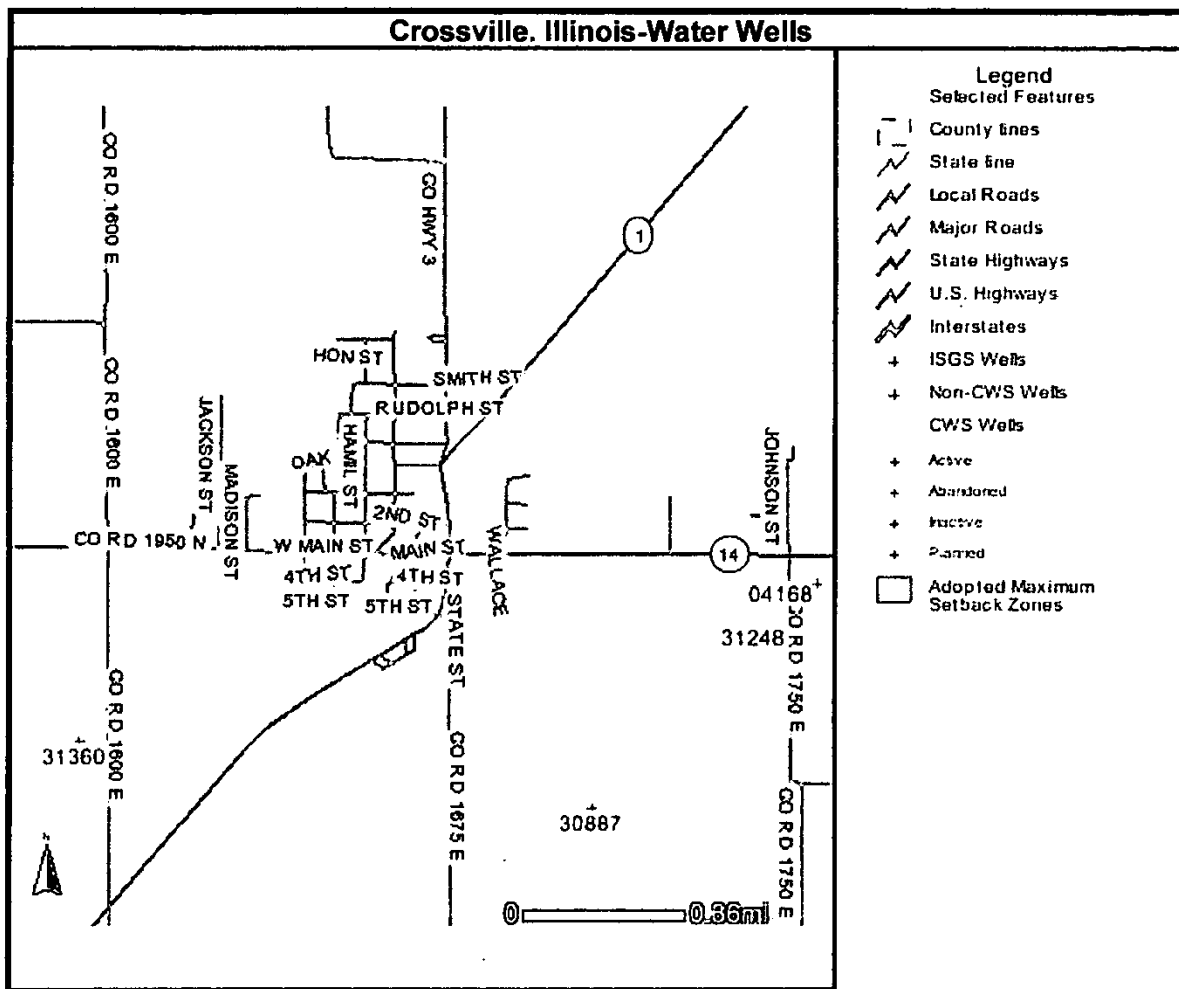 Crossville. Illinois-Water Wells
CO RD 1600 E
CO HWY 3
1
CO RD 1600 E
HON ST
SMITH ST
RUDOLPH ST
JACKSON ST
MADISON ST
OAK
HAMIL ST
2ND ST
CO RD 1950 N
W MAIN ST
MAIN ST
WALLACE
14
JOHNSON ST
4TH ST
4TH ST
5TH ST
5TH ST
STATE ST
04168
31248
CO RD 1750 E
CO RD 1600 E
31360
CO RD 1675 E
30887
CO RD 1750 E
0 0.36mi
Legend
Selected Features
County lines
State line
Local Roads
Major Roads
State Highways
U.S. Highways
Interstates
ISGS Wells
Non-CWS Wells
CWS Wells
Active
Abandoned
Inactive
Planned
Adopted Maximum
Setback Zones